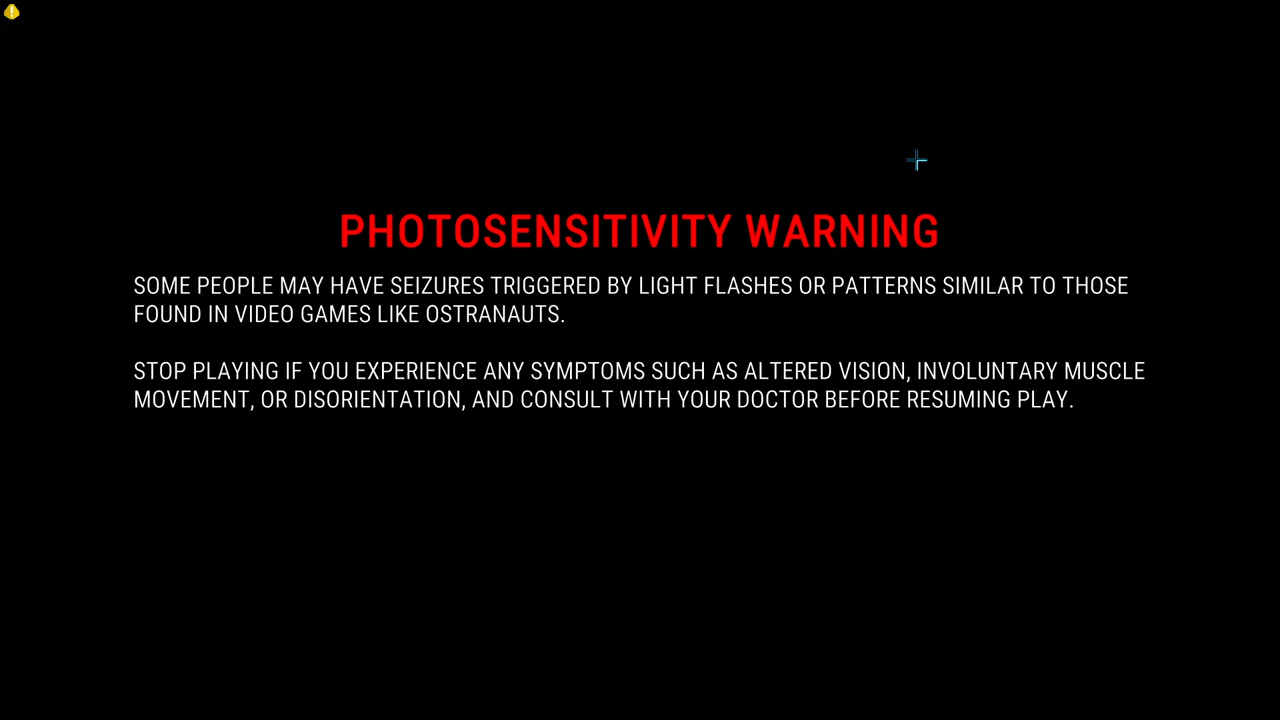 PHOTOSENSITIVITY WARNING
SOME PEOPLE MAY HAVE SEIZURES TRIGGERED BY LIGHT FLASHES OR PATTERNS SIMILAR TO THOSE
FOUND IN VIDEO GAMES LIKE OSTRANAUTS.
STOP PLAYING IF YOU EXPERIENCE ANY SYMPTOMS SUCH AS ALTERED VISION, INVOLUNTARY MUSCLE
MOVEMENT, OR DISORIENTATION, AND CONSULT WITH YOUR DOCTOR BEFORE RESUMING PLAY.